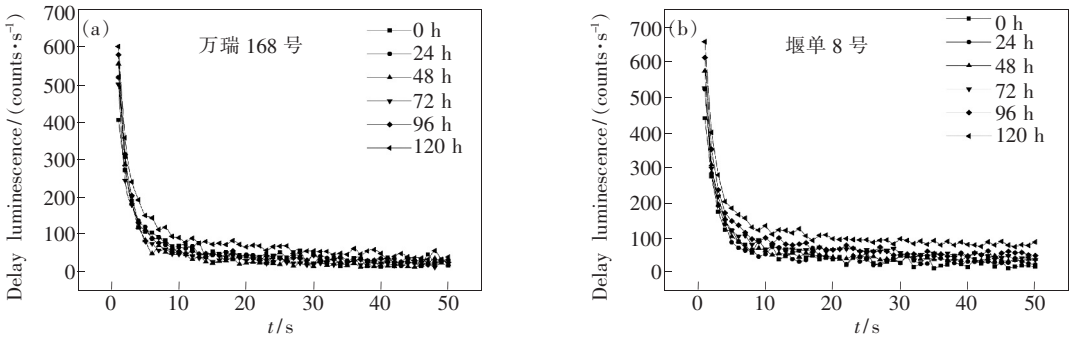 (a)
万瑞 168 号
0 h
24 h
48 h
72 h
96 h
120 h
700
600
500
400
300
200
100
0
0 10 20 30 40 50
t/s
Delay luminescence/(counts·s⁻¹)
(b)
堰单 8 号
0 h
24 h
48 h
72 h
96 h
120 h
700
600
500
400
300
200
100
0
0 10 20 30 40 50
t/s
Delay luminescence/(counts·s⁻¹)